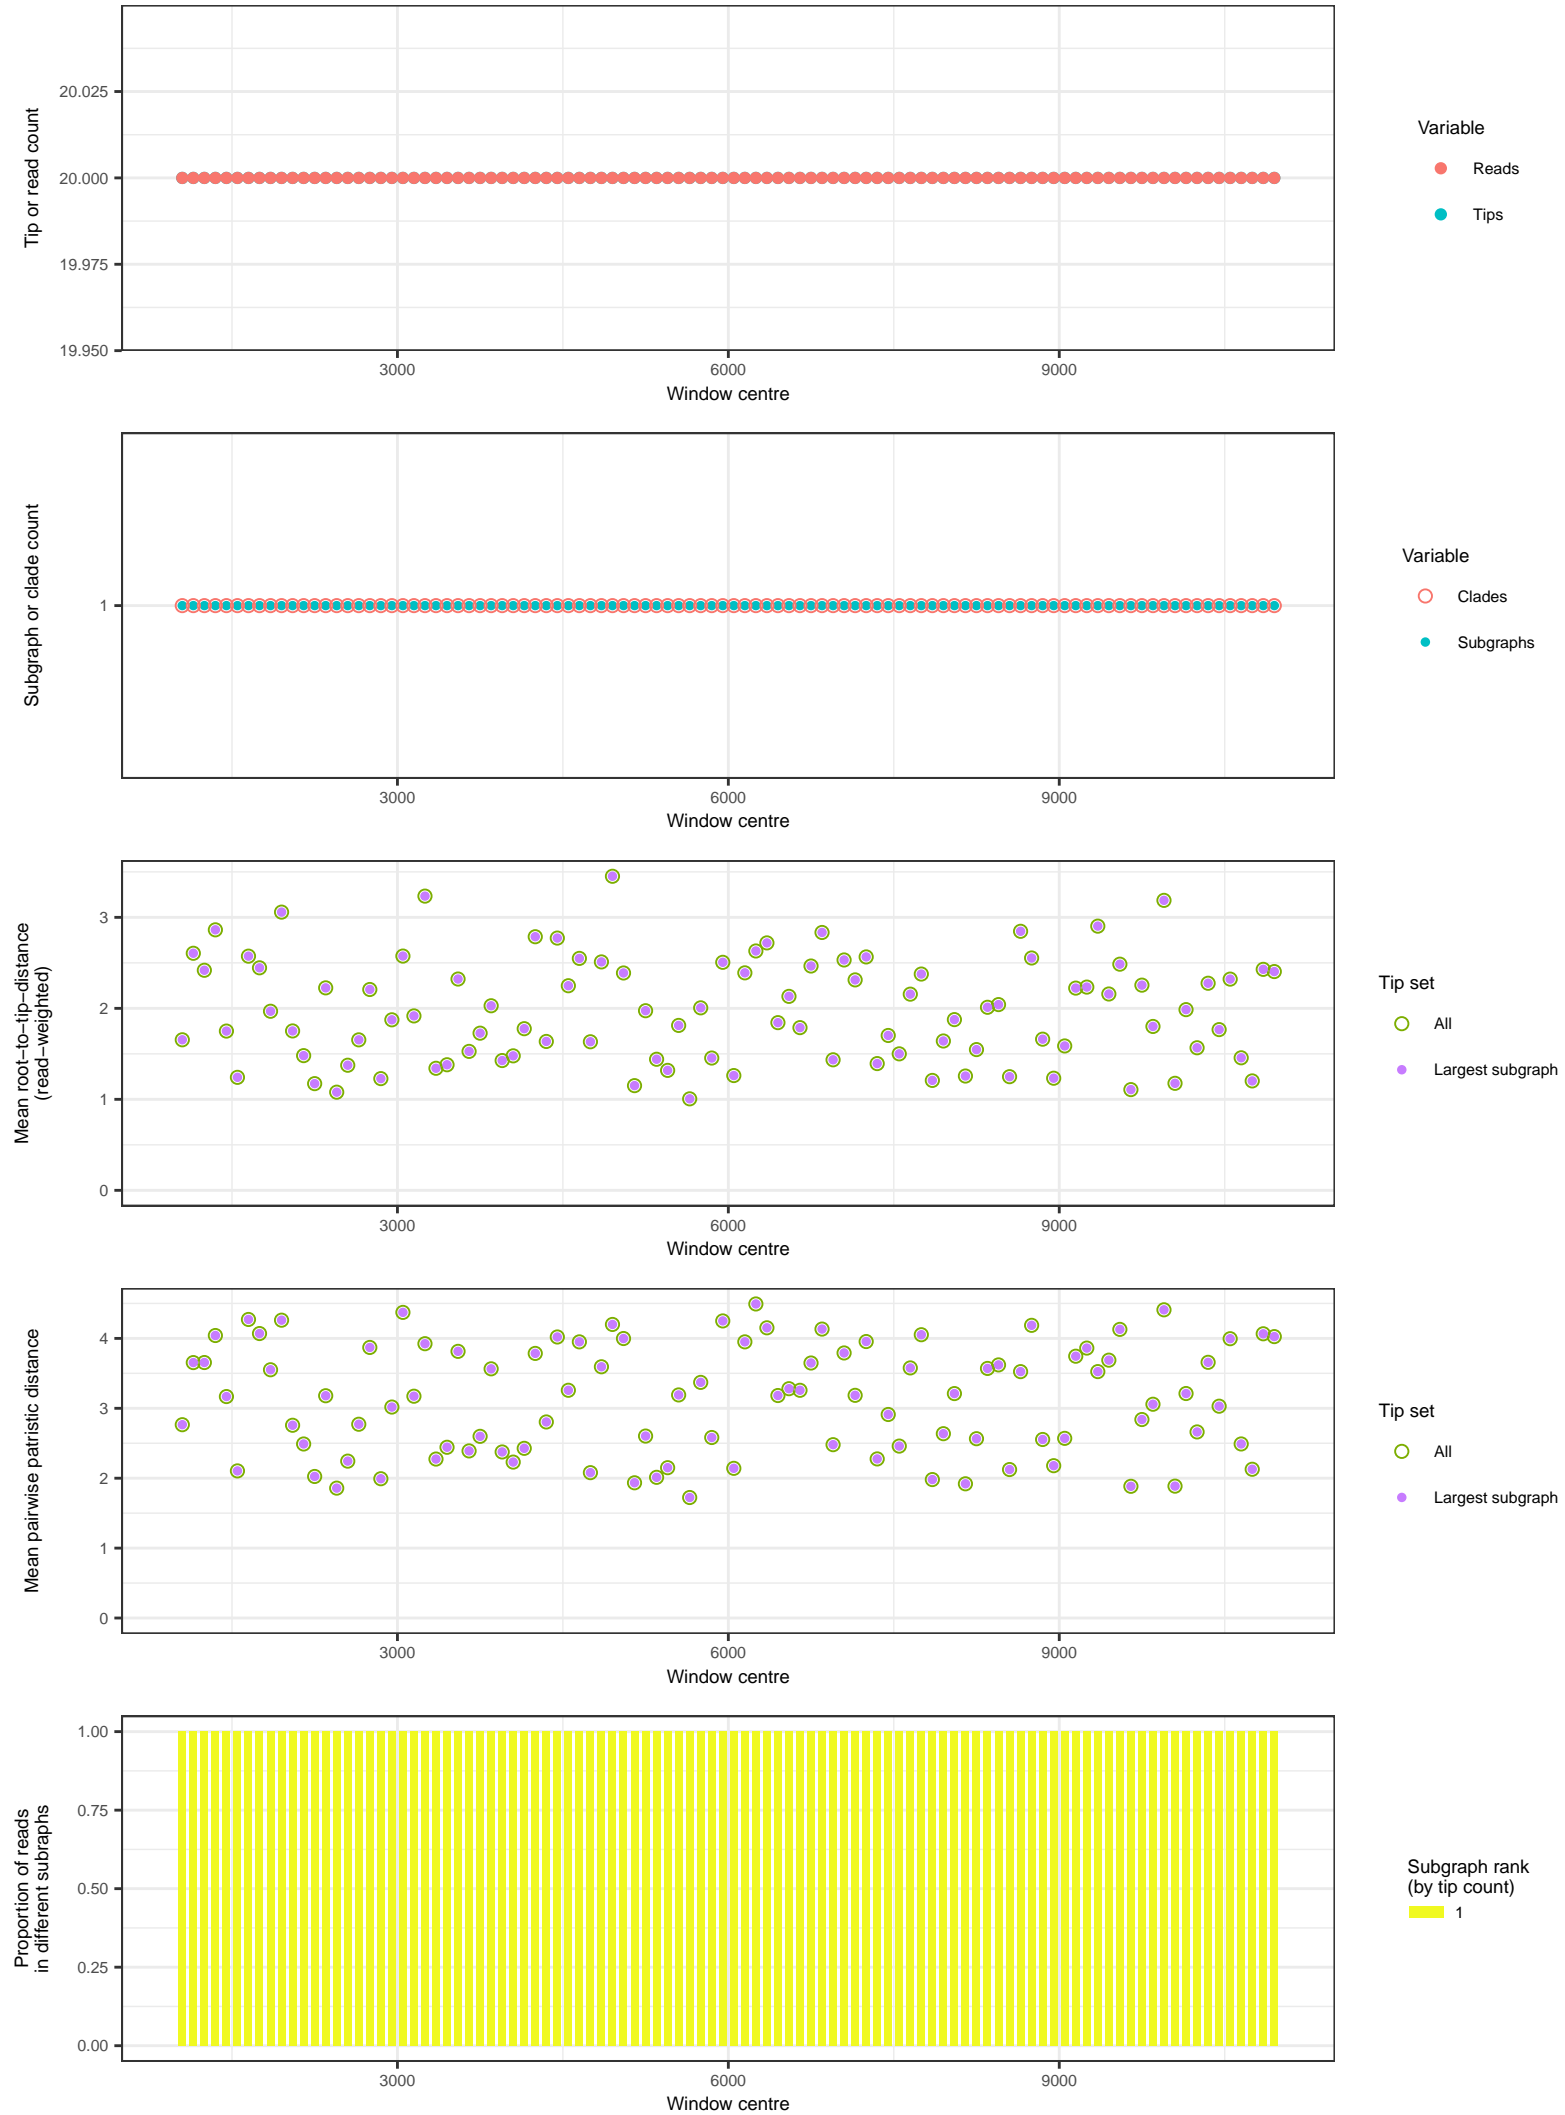 20.025
20.000
19.975
19.950
Tip or read count
3000
6000
9000
Window centre
Variable
Reads
Tips
1
Subgraph or clade count
3000
6000
9000
Window centre
Variable
Clades
Subgraphs
3
2
1
0
Mean root−to−tip−distance
(read−weighted)
3000
6000
9000
Window centre
Tip set
All
Largest subgraph
4
3
2
1
0
Mean pairwise patristic distance
3000
6000
9000
Window centre
Tip set
All
Largest subgraph
1.00
0.75
0.50
0.25
0.00
Proportion of reads
in different subraphs
3000
6000
9000
Window centre
Subgraph rank
(by tip count)
1